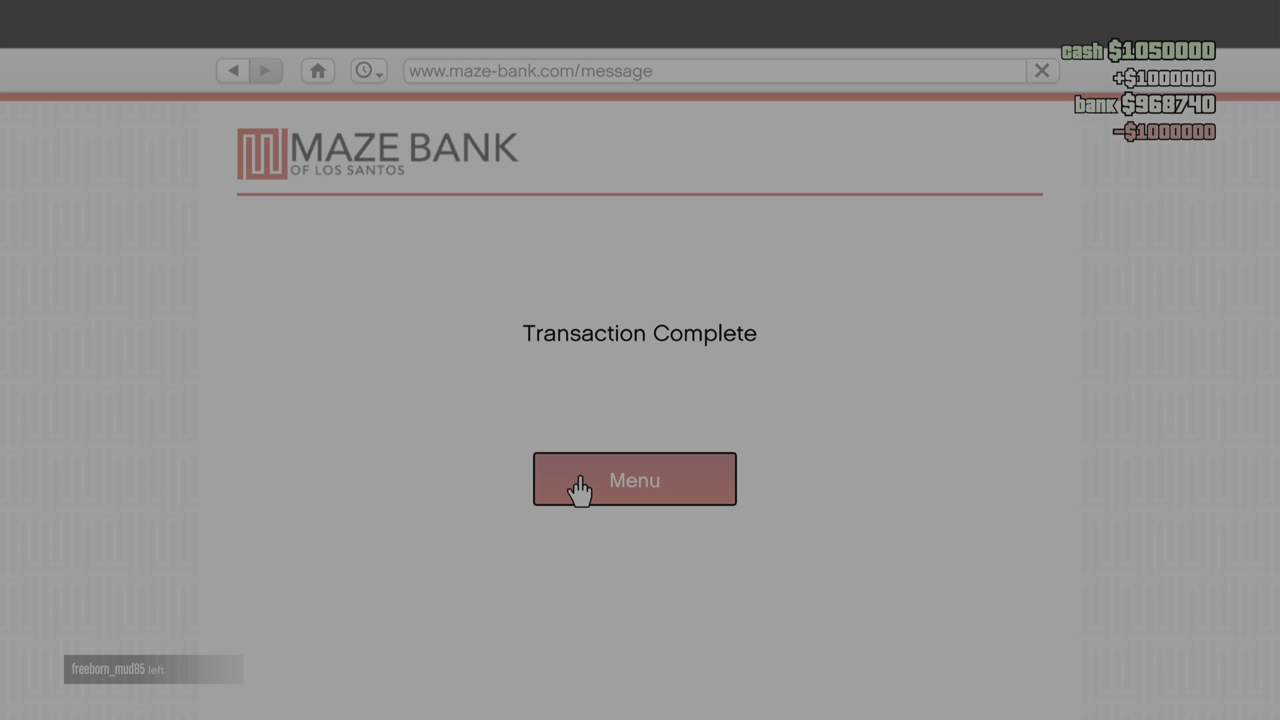 cash $1050000
www.maze-bank.com/message
+$1000000
bank $968740
-$1000000
MAZE BANK
OF LOS SANTOS
Transaction Complete
Menu
freeborn_mud85 left.